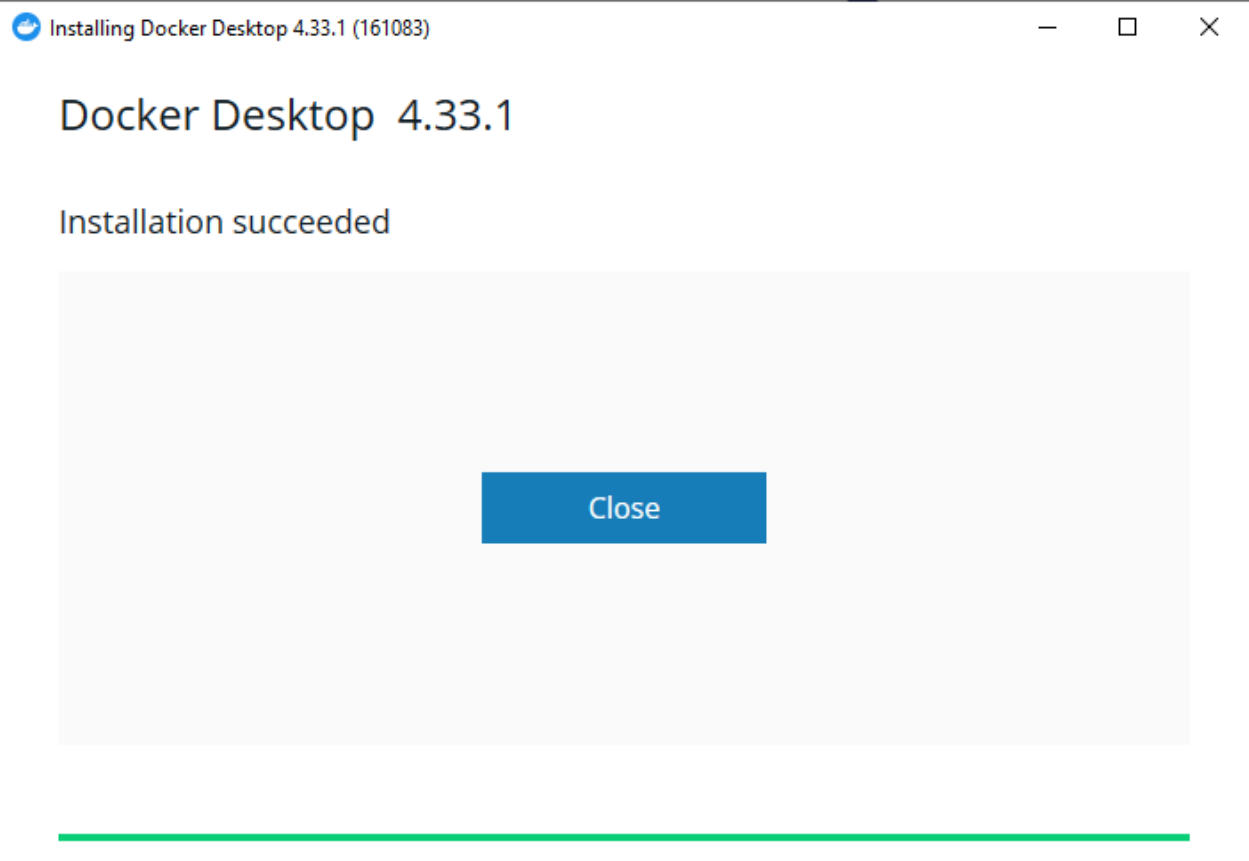 Installing Docker Desktop 4.33.1 (161083)
Docker Desktop 4.33.1
Installation succeeded
Close